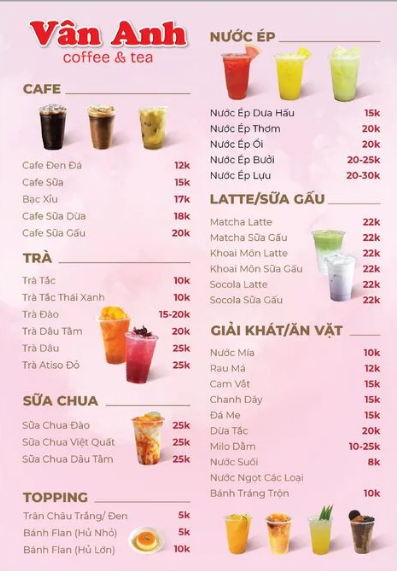 Vân Anh
coffee & tea
CAFE
Cafe Đen Đá 12k
Cafe Sữa 15k
Bạc Xỉu 17k
Cafe Sữa Dừa 18k
Cafe Sữa Gấu 20k
TRÀ
Trà Tắc 10k
Trà Tắc Thái Xanh 10k
Trà Đào 15-20k
Trà Dâu Tằm 20k
Trà Dâu 25k
Trà Atiso Đỏ 25k
SỮA CHUA
Sữa Chua Đào 25k
Sữa Chua Việt Quất 25k
Sữa Chua Dâu Tằm 25k
TOPPING
Trân Châu Trắng/ Đen 5k
Bánh Flan (Hủ Nhỏ) 5k
Bánh Flan (Hủ Lớn) 10k
NƯỚC ÉP
Nước Ép Dưa Hấu 15k
Nước Ép Thơm 20k
Nước Ép Ổi 20k
Nước Ép Bưởi 20-25k
Nước Ép Lựu 20-30k
LATTE/SỮA GẤU
Matcha Latte 22k
Matcha Sữa Gấu 22k
Khoai Môn Latte 22k
Khoai Môn Sữa Gấu 22k
Socola Latte 22k
Socola Sữa Gấu 22k
GIẢI KHÁT/ĂN VẶT
Nước Mía 10k
Rau Má 12k
Cam Vắt 15k
Chanh Dây 15k
Đá Me 15k
Dừa Tắc 20k
Milo Dầm 10-25k
Nước Suối 8k
Nước Ngọt Các Loại
Bánh Tráng Trộn 10k